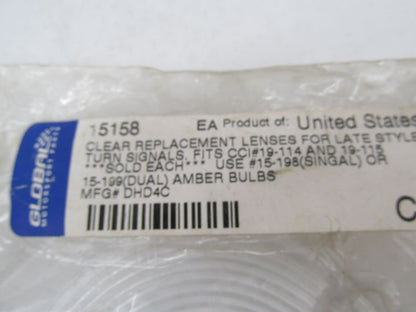 15158 EA Product of: United States
CLEAR REPLACEMENT LENSES FOR LATE STYLE
TURN SIGNALS. FITS CCI#19-114 AND 19-115
***SOLD EACH*** USE #15-198(SINGAL) OR
15-199(DUAL) AMBER BULBS
MFG# DHD4C
C
GLOBAL
MOTORSPORT PARTS